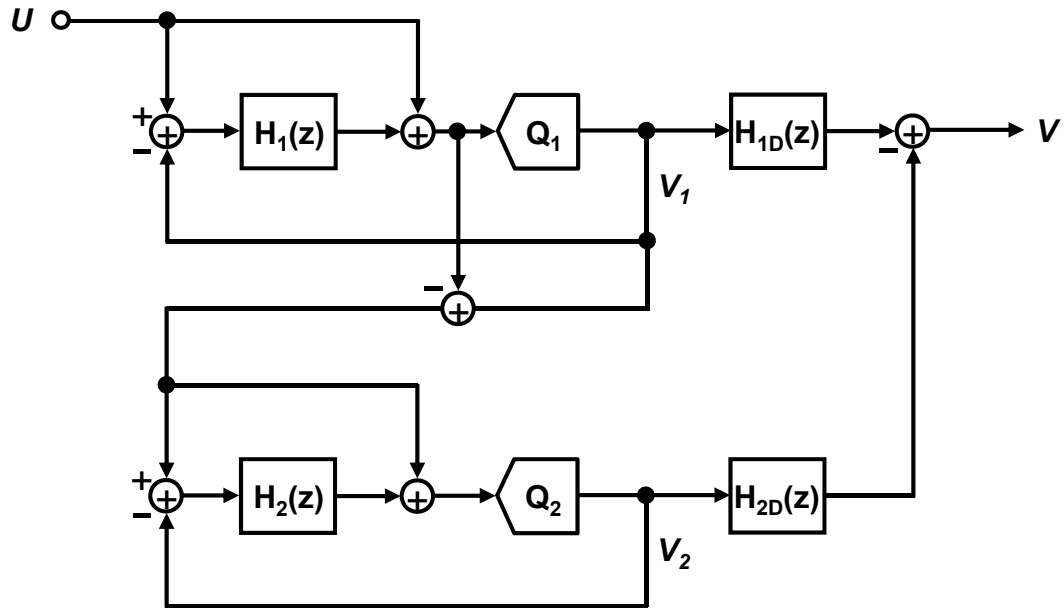 U
+
−
+
H₁(z)
+
Q₁
V₁
H₁D(z)
+
−
V
−
+
+
−
+
H₂(z)
+
Q₂
V₂
H₂D(z)